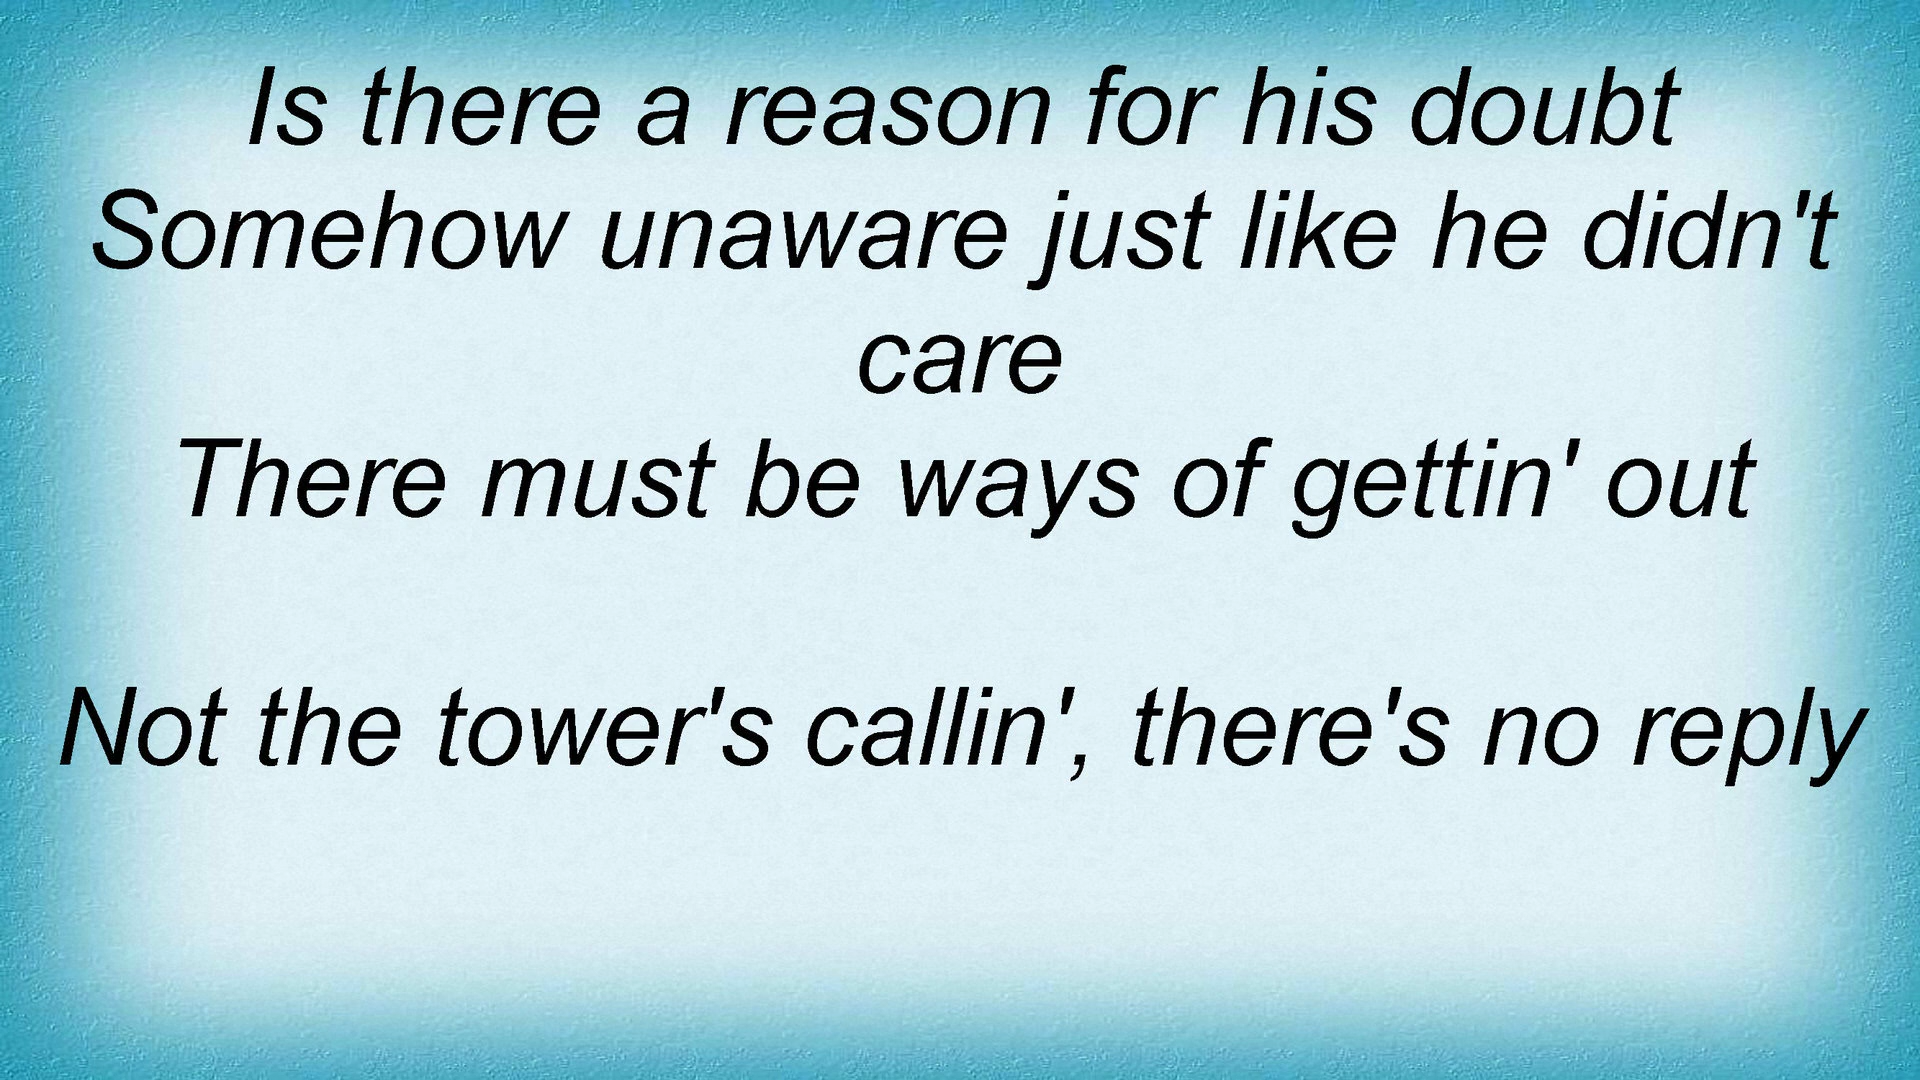 Is there a reason for his doubt
Somehow unaware just like he didn't
care
There must be ways of gettin' out
Not the tower's callin', there's no reply